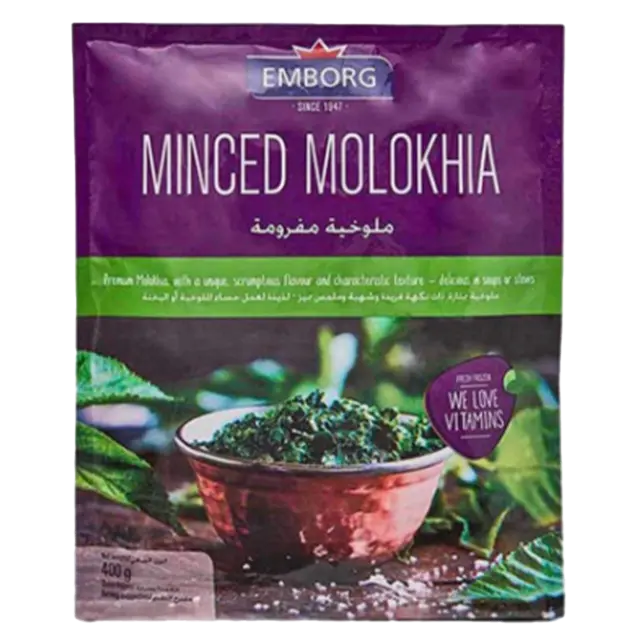 EMBORG
· SINCE 1947 ·
MINCED MOLOKHIA
ملوخية مفرومة
Premium Molokhia, with a unique, scrumptious flavour and characteristic texture – delicious in soups or stews
FRESH FROZEN
WE LOVE
VITAMINS
400 g